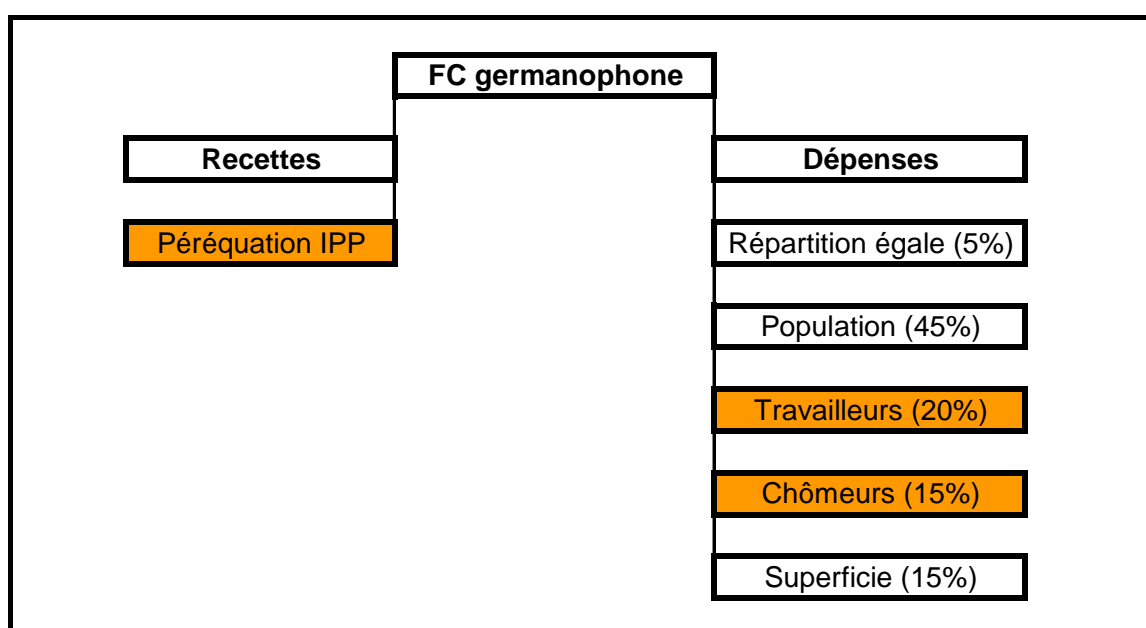 FC germanophone
Recettes
Dépenses
Péréquation IPP
Répartition égale (5%)
Population (45%)
Travailleurs (20%)
Chômeurs (15%)
Superficie (15%)